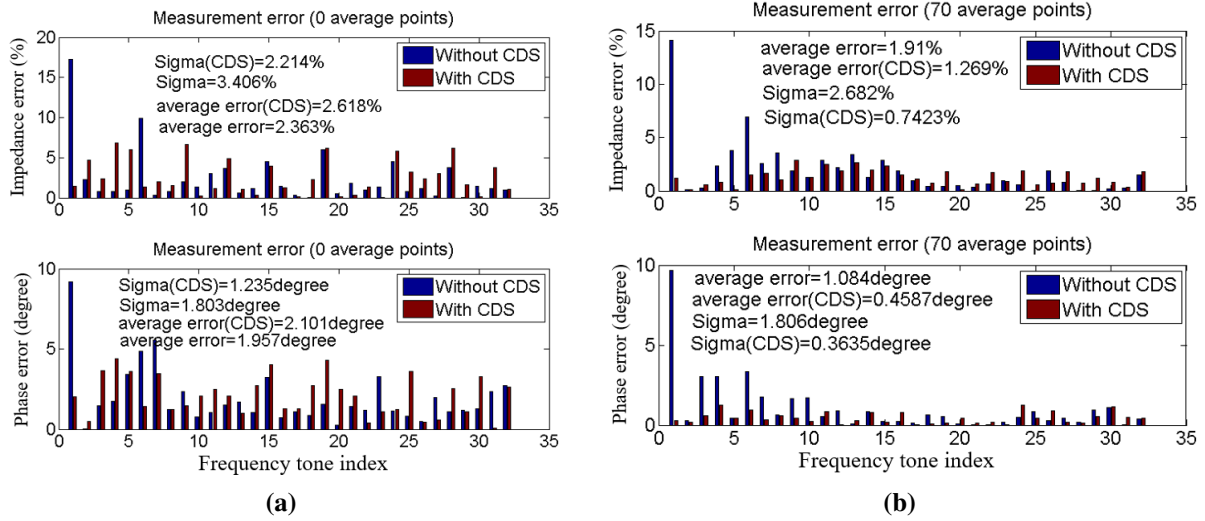 Measurement error (0 average points)
Impedance error (%)
20
15
10
5
0
Sigma(CDS)=2.214%
Sigma=3.406%
average error(CDS)=2.618%
average error=2.363%
Without CDS
With CDS
0 5 10 15 20 25 30 35
Measurement error (0 average points)
Phase error (degree)
10
5
0
Sigma(CDS)=1.235degree
Sigma=1.803degree
average error(CDS)=2.101degree
average error=1.957degree
Without CDS
With CDS
0 5 10 15 20 25 30 35
Frequency tone index
(a)
Measurement error (70 average points)
Impedance error (%)
15
10
5
0
average error=1.91%
average error(CDS)=1.269%
Sigma=2.682%
Sigma(CDS)=0.7423%
Without CDS
With CDS
0 5 10 15 20 25 30 35
Measurement error (70 average points)
Phase error (degree)
10
5
0
average error=1.084degree
average error(CDS)=0.4587degree
Sigma=1.806degree
Sigma(CDS)=0.3635degree
Without CDS
With CDS
0 5 10 15 20 25 30 35
Frequency tone index
(b)